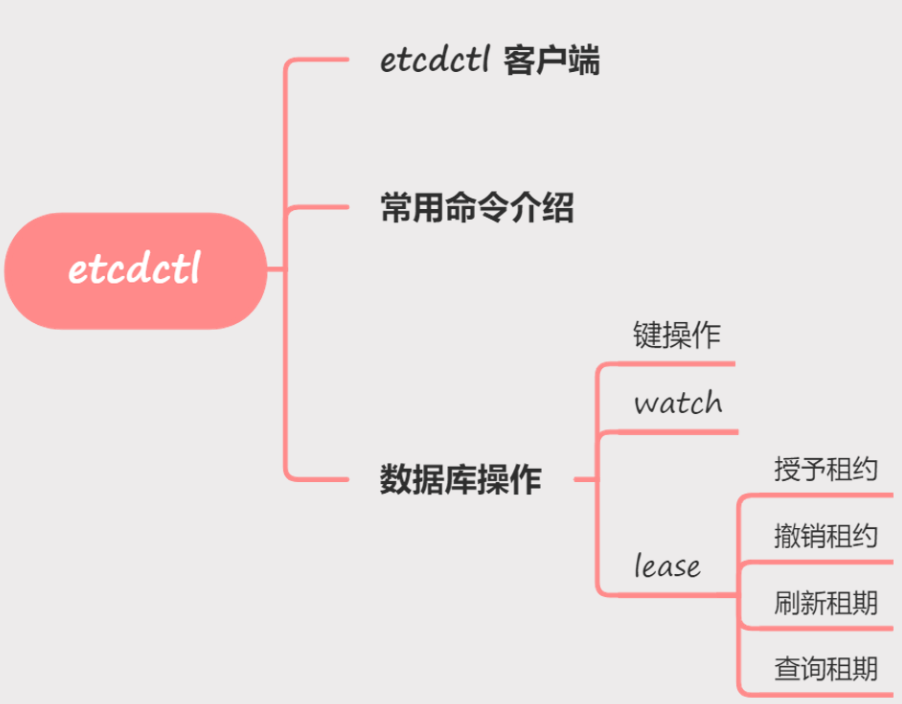 etcdctl
etcdctl 客户端
常用命令介绍
数据库操作
键操作
watch
lease
授予租约
撤销租约
刷新租期
查询租期